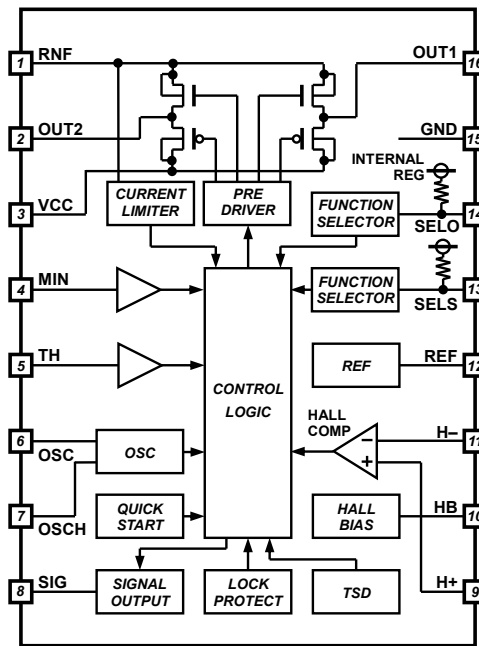 1 RNF
OUT1 16
2 OUT2
GND 15
INTERNAL
REG
3 VCC
CURRENT
LIMITER
PRE
DRIVER
FUNCTION
SELECTOR
14
SELO
4 MIN
FUNCTION
SELECTOR
13
SELS
5 TH
CONTROL
LOGIC
REF
REF 12
HALL
COMP
6
OSC
OSC
−
+
H− 11
7
OSCH
QUICK
START
HALL
BIAS
HB 10
8 SIG
SIGNAL
OUTPUT
LOCK
PROTECT
TSD
H+ 9